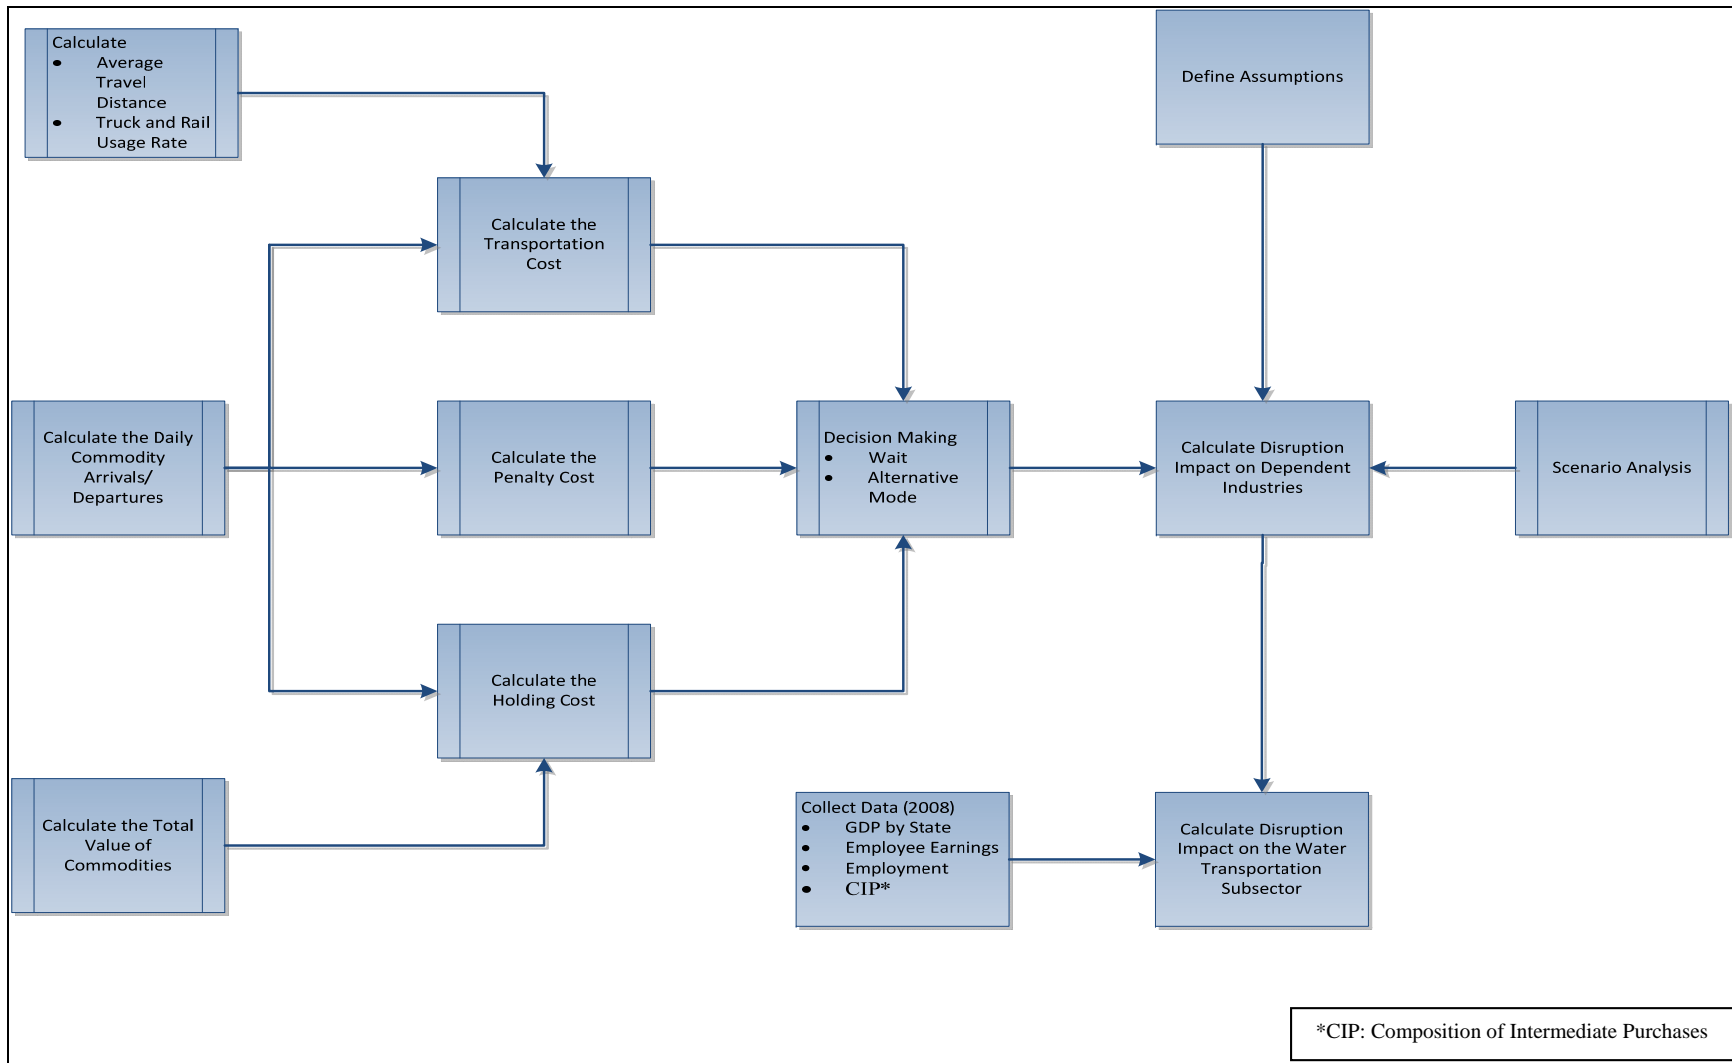 Calculate
• Average
Travel
Distance
• Truck and Rail
Usage Rate
Define Assumptions
Calculate the
Transportation
Cost
Calculate the Daily
Commodity
Arrivals/
Departures
Calculate the
Penalty Cost
Decision Making
• Wait
• Alternative
Mode
Calculate Disruption
Impact on Dependent
Industries
Scenario Analysis
Calculate the
Holding Cost
Calculate the Total
Value of
Commodities
Collect Data (2008)
• GDP by State
• Employee Earnings
• Employment
• CIP*
Calculate Disruption
Impact on the Water
Transportation
Subsector
*CIP: Composition of Intermediate Purchases